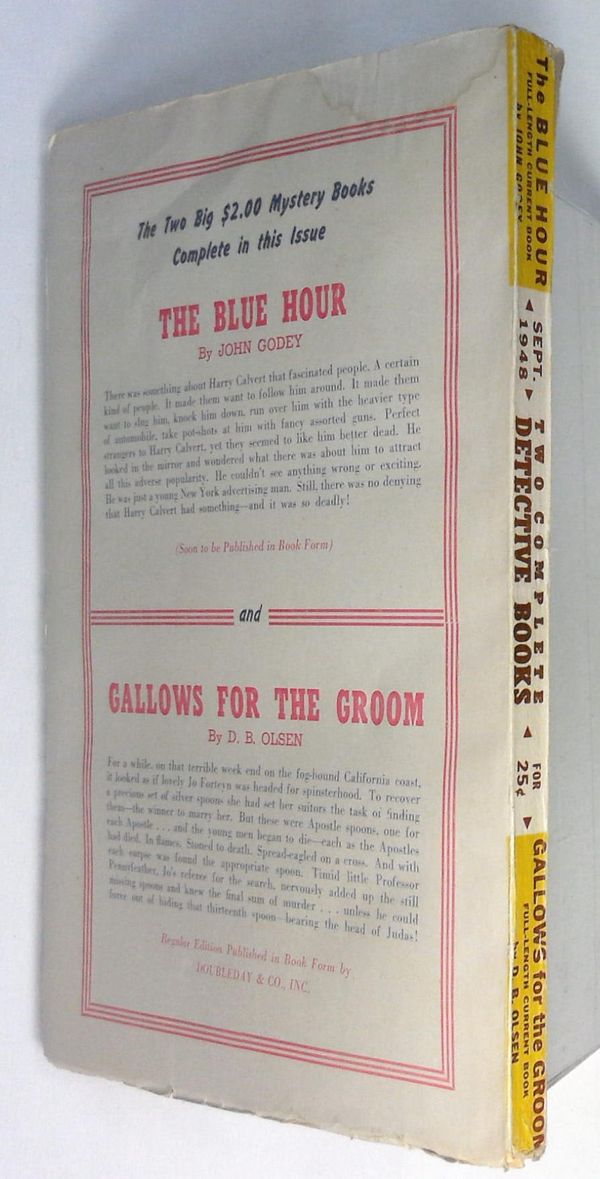 The Two Big $2.00 Mystery Books
Complete in this Issue
THE BLUE HOUR
By JOHN GODEY
There was something about Harry Calvert that fascinated people. A certain
kind of people. It made them want to follow him around. It made them
want to slug him, knock him down, run over him with the heavier type
of automobile, take pot-shots at him with fancy assorted guns. Perfect
strangers to Harry Calvert, yet they seemed to like him better dead. He
looked in the mirror and wondered what there was about him to attract
all this adverse popularity. He couldn't see anything wrong or exciting.
He was just a young New York advertising man. Still, there was no denying
that Harry Calvert had something—and it was so deadly!
(Soon to be Published in Book Form)
and
GALLOWS FOR THE GROOM
By D. B. OLSEN
For a while, on that terrible week end on the fog-bound California coast,
it looked as if lovely Jo Forteyn was headed for spinsterhood. To recover
a precious set of silver spoons she had set her suitors the task of finding
them—the winner to marry her. But these were Apostle spoons, one for
each Apostle . . . and the young men began to die—each as the Apostles
had died. In flames. Stoned to death. Spread-eagled on a cross. And with
each corpse was found the appropriate spoon. Timid little Professor
Pennyfeather, Jo's referee for the search, nervously added up the still
missing spoons and knew the final sum of murder . . . unless he could
force out of hiding that thirteenth spoon—bearing the head of Judas!
Regular Edition Published in Book Form by
DOUBLEDAY & CO., INC.
The BLUE HOUR
FULL-LENGTH CURRENT BOOK
by JOHN GODEY
◄ SEPT. 1948 ►
TWO COMPLETE
DETECTIVE BOOKS
◄ FOR 25¢ ►
GALLOWS for the GROOM
FULL-LENGTH CURRENT BOOK
by D. B. OLSEN